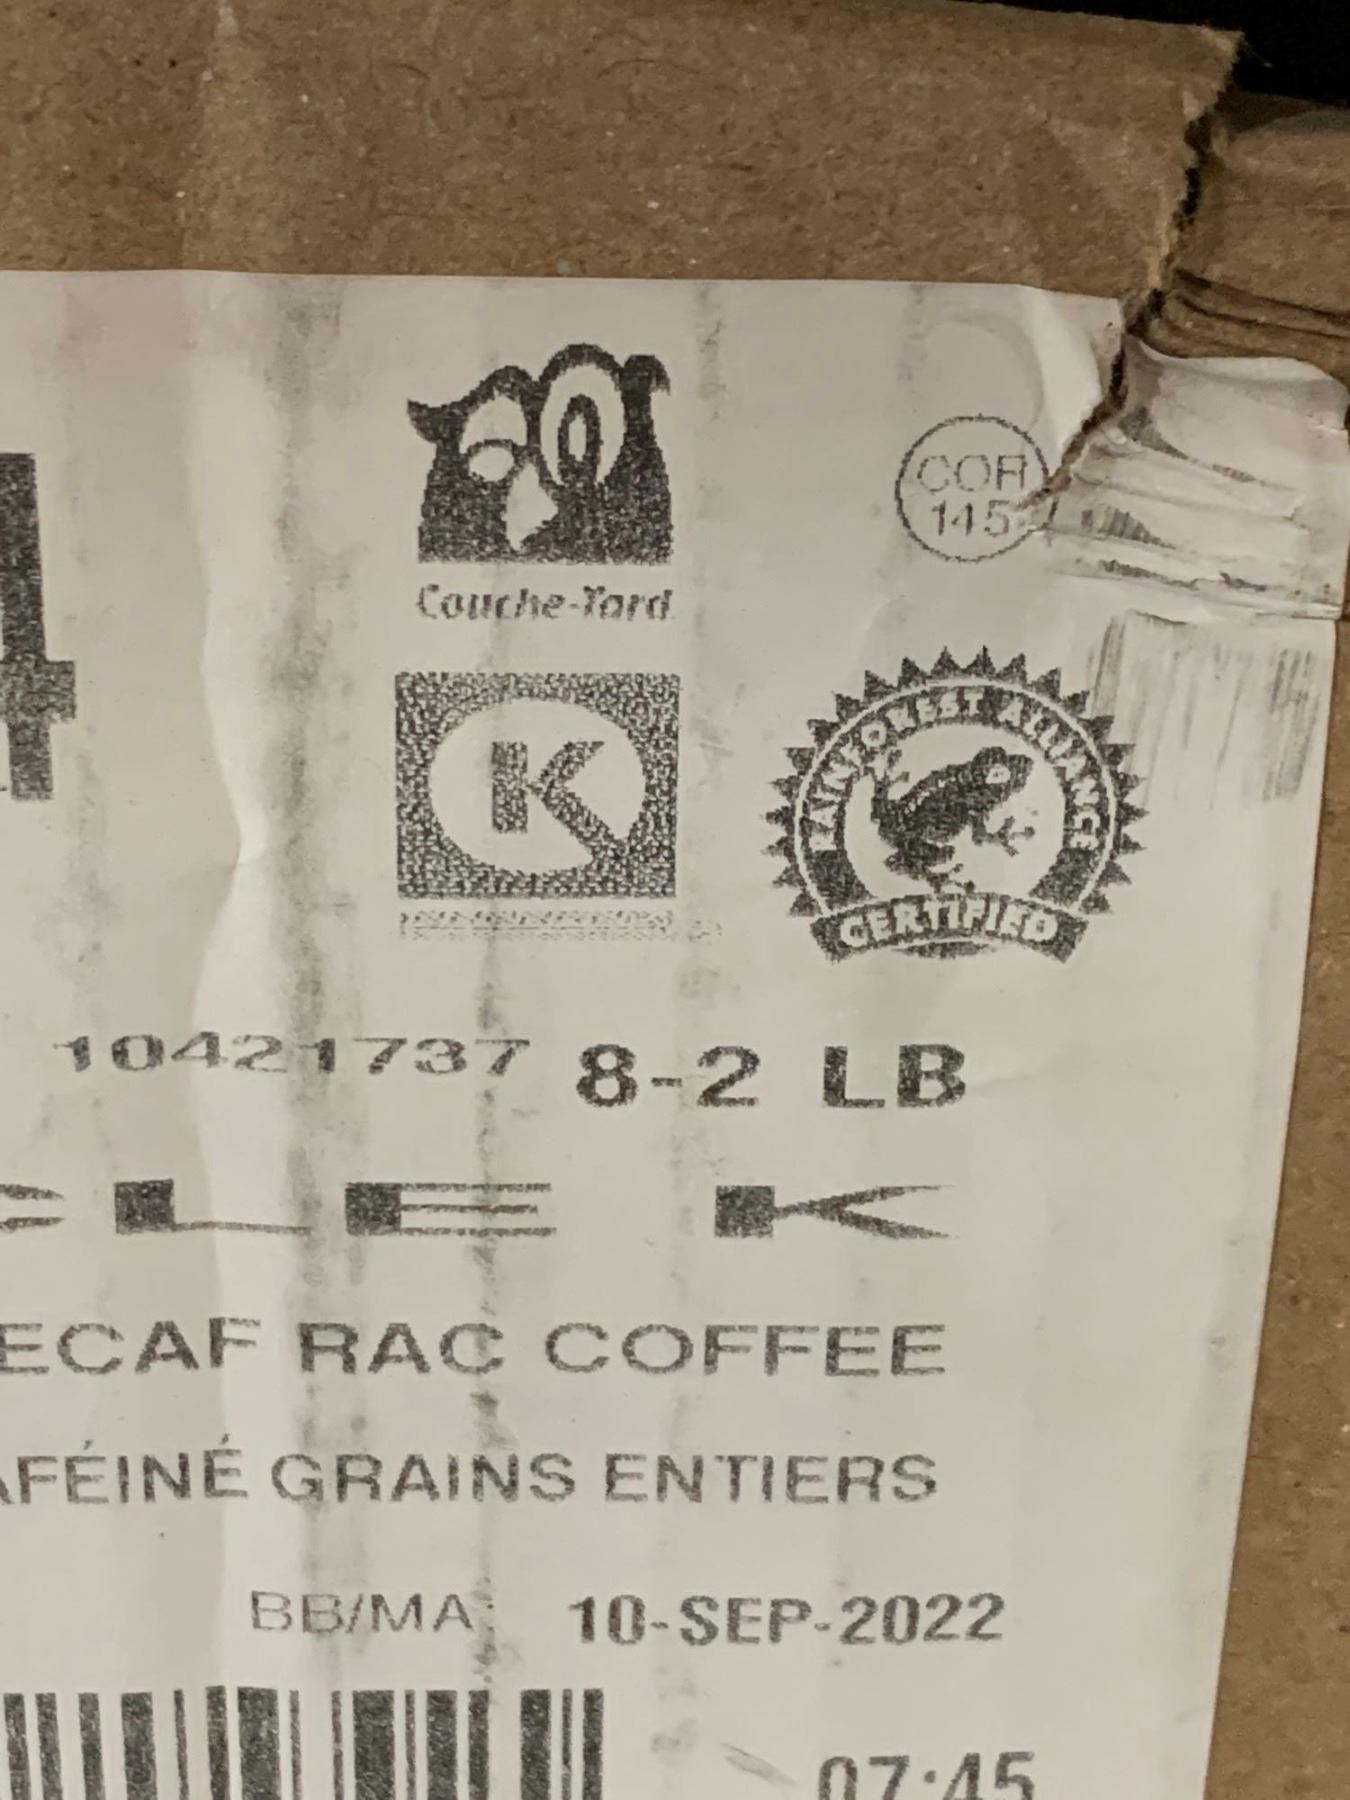 COR
145
Couche-Tard
K
RAINFOREST ALLIANCE
CERTIFIED
4
10421737 8-2 LB
ECAF RAC COFFEE
AFÉINÉ GRAINS ENTIERS
BB/MA: 10-SEP-2022
07:45